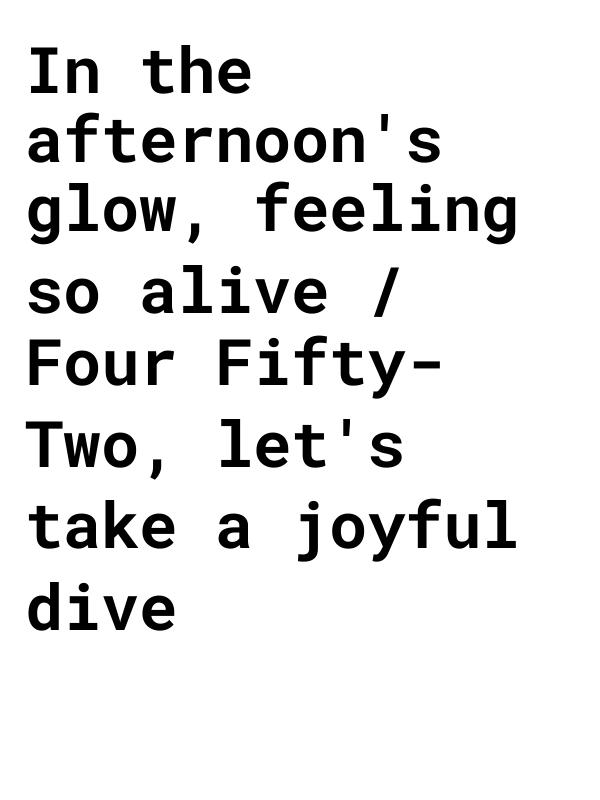 In the
afternoon's
glow, feeling
so alive /
Four Fifty-
Two, let's
take a joyful
dive